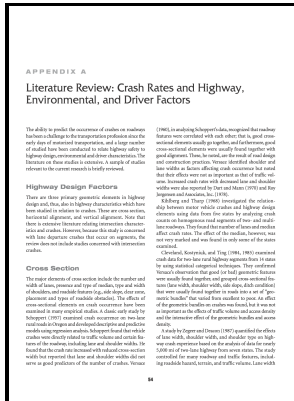 APPENDIX A
Literature Review: Crash Rates and Highway,
Environmental, and Driver Factors
The ability to predict the occurrence of crashes on roadways
has been a challenge to the transportation profession since the
early days of motorized transportation, and a large number
of studies have been conducted to relate highway safety to
highway design, environmental and driver characteristics. The
literature on these studies is extensive. A sample of studies
relevant to the current research is briefly reviewed.
Highway Design Factors
There are three primary geometric elements in highway
design and, thus, also in highway characteristics which have
been studied in relation to crashes. These are cross section,
horizontal alignment, and vertical alignment. Note that
there is extensive literature relating intersection character-
istics and crashes. However, because this is concerned
with lane departure crashes that occur on segments, the
review does not include studies concerned with intersection
crashes.
Cross Section
The major elements of cross section include the number and
width of lanes, presence and type of median, type and width
of shoulders, and roadside features (e.g., side slope, clear zone,
placement and types of roadside obstacles). The effects of
cross-sectional elements on crash occurrence have been
examined in many empirical studies. A classic early study by
Schoppert (1957) examined crash occurrence on two-lane
rural roads in Oregon and developed descriptive and predictive
models using regression analysis. Schoppert found that vehicle
crashes were directly related to traffic volume and certain fea-
tures of the roadway, including lane and shoulder widths. He
found that the crash rate increased with reduced cross-section
width but reported that lane and shoulder widths did not
serve as good predictors of the number of crashes. Versace
(1960), in analyzing Schoppert's data, recognized that roadway
features were correlated with each other; that is, good cross-
sectional elements usually go together, and furthermore, good
cross-sectional elements were usually found together with
good alignment. These, he noted, are the result of road design
and construction practices. Versace identified shoulder and
lane widths as factors affecting crash occurrence but noted
that their effects were not as important as that of traffic vol-
ume. Increased crash rates with decreased lane and shoulder
widths were also reported by Dart and Mann (1970) and Roy
Jorgensen and Associates, Inc. (1978).
Kihlberg and Tharp (1968) investigated the relation-
ship between motor vehicle crashes and highway design
elements using data from five states by analyzing crash
counts on homogeneous road segments of two- and multi-
lane roadways. They found that number of lanes and median
affect crash rates. The effect of the median, however, was
not very marked and was found in only some of the states
examined.
Cleveland, Kostyniuk, and Ting (1984, 1985) examined
crash data for two-lane rural highway segments from 14 states
by using statistical categorization techniques. They confirmed
Versace's observation that good (or bad) geometric features
were usually found together, and grouped cross-sectional fea-
tures (lane width, shoulder width, side slope, ditch condition)
that were usually found together to made into a set of "geo-
metric bundles" that varied from excellent to poor. An effect of
the geometric bundles on crashes was found, but it was not
as important as the effects of traffic volume and access density
and the interactive effect of the geometric bundles and access
density.
A study by Zegeer and Deacon (1987) quantified the effects
of lane width, shoulder width, and shoulder type on high-
way crash experience based on the analysis of data for nearly
5,000 mi of two-lane highway from seven states. The study
controlled for many roadway and traffic features, includ-
ing roadside hazard, terrain, and traffic volume. Lane width
54